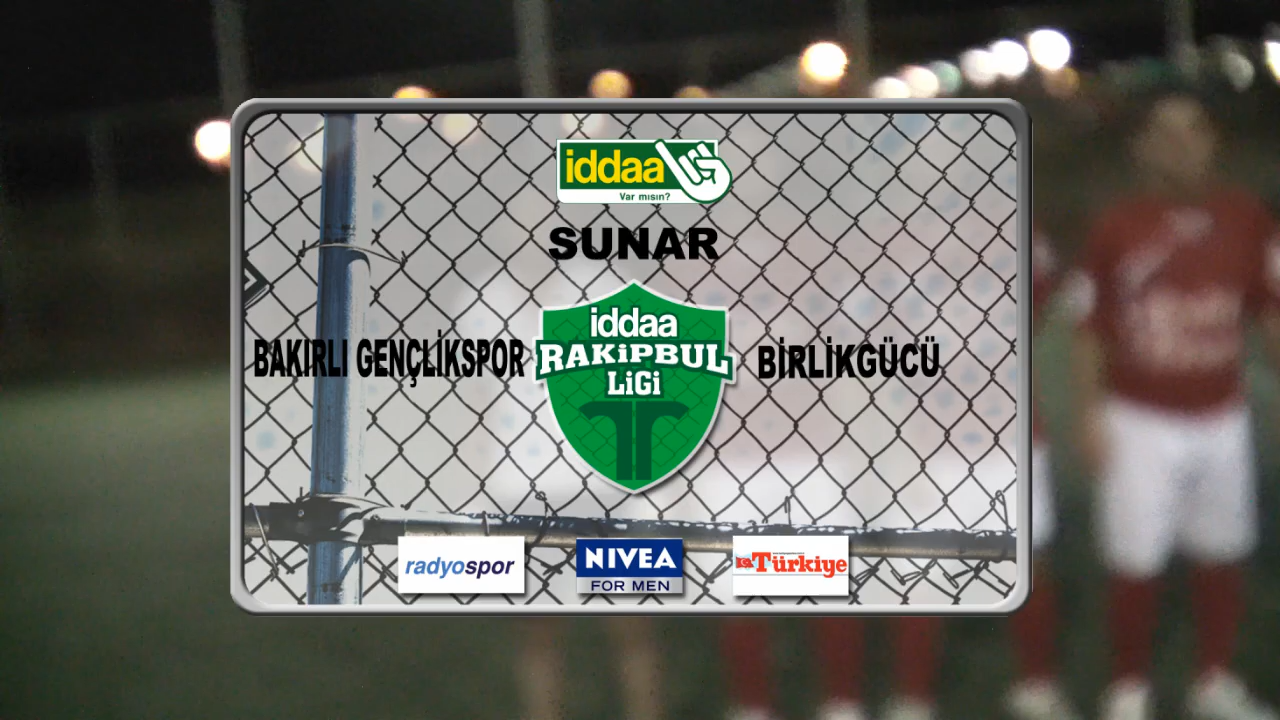 iddaa
Var mısın?
SUNAR
BAKIRLI GENÇLİKSPOR
iddaa
RAKiPBUL
LiGi
BİRLİKGÜCÜ
radyospor
NIVEA
FOR MEN
Türkiye